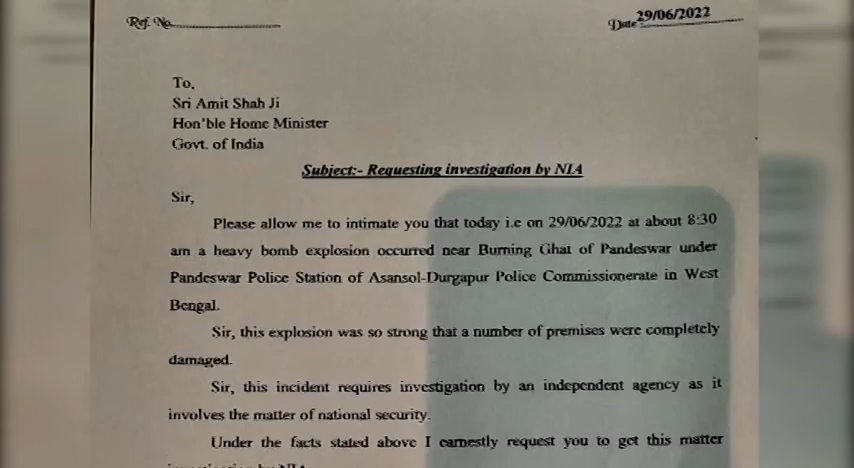 Ref. No.
Date 29/06/2022
To,
Sri Amit Shah Ji
Hon'ble Home Minister
Govt. of India
Subject:- Requesting investigation by NIA
Sir,
Please allow me to intimate you that today i.e on 29/06/2022 at about 8:30
am a heavy bomb explosion occurred near Burning Ghat of Pandeswar under
Pandeswar Police Station of Asansol-Durgapur Police Commissionerate in West
Bengal.
Sir, this explosion was so strong that a number of premises were completely
damaged.
Sir, this incident requires investigation by an independent agency as it
involves the matter of national security.
Under the facts stated above I earnestly request you to get this matter